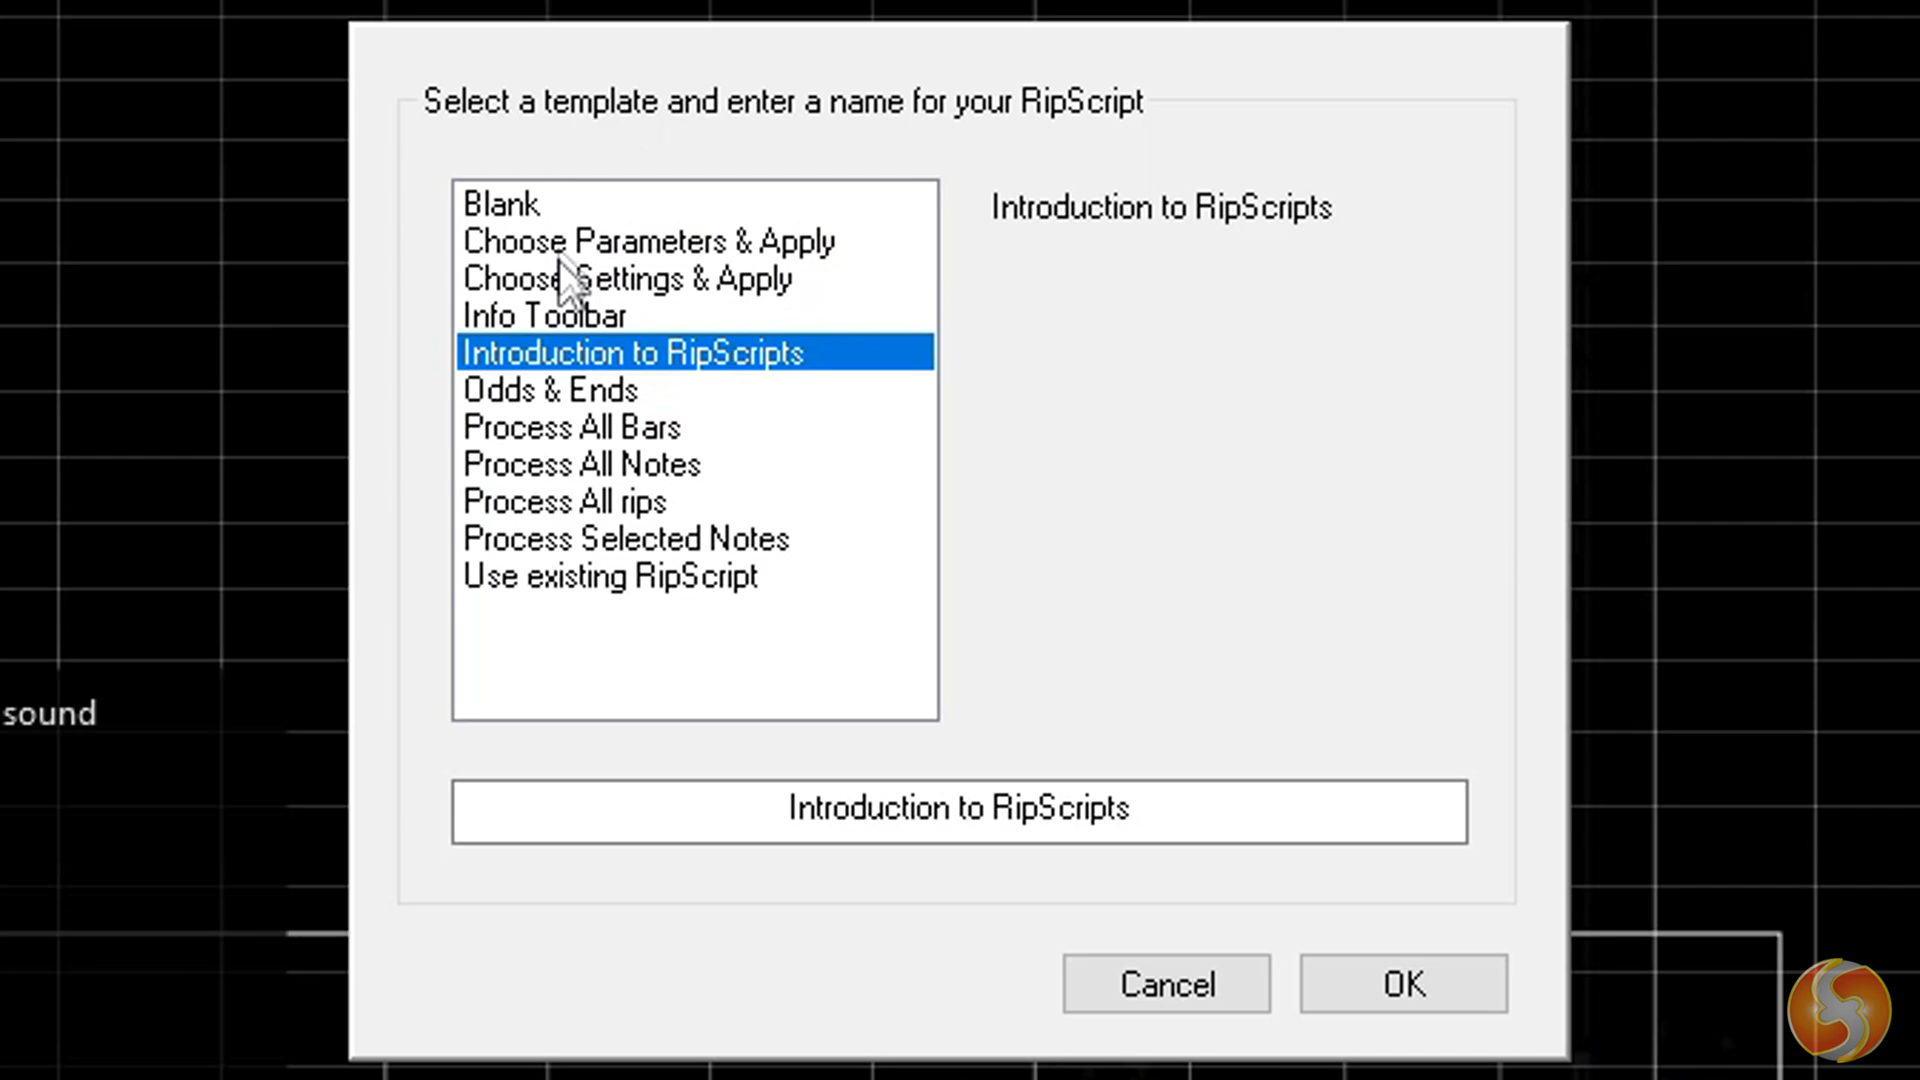 Select a template and enter a name for your RipScript
Blank
Choose Parameters & Apply
Choose Settings & Apply
Info Toolbar
Introduction to RipScripts
Odds & Ends
Process All Bars
Process All Notes
Process All rips
Process Selected Notes
Use existing RipScript
Introduction to RipScripts
sound
Introduction to RipScripts
Cancel
OK